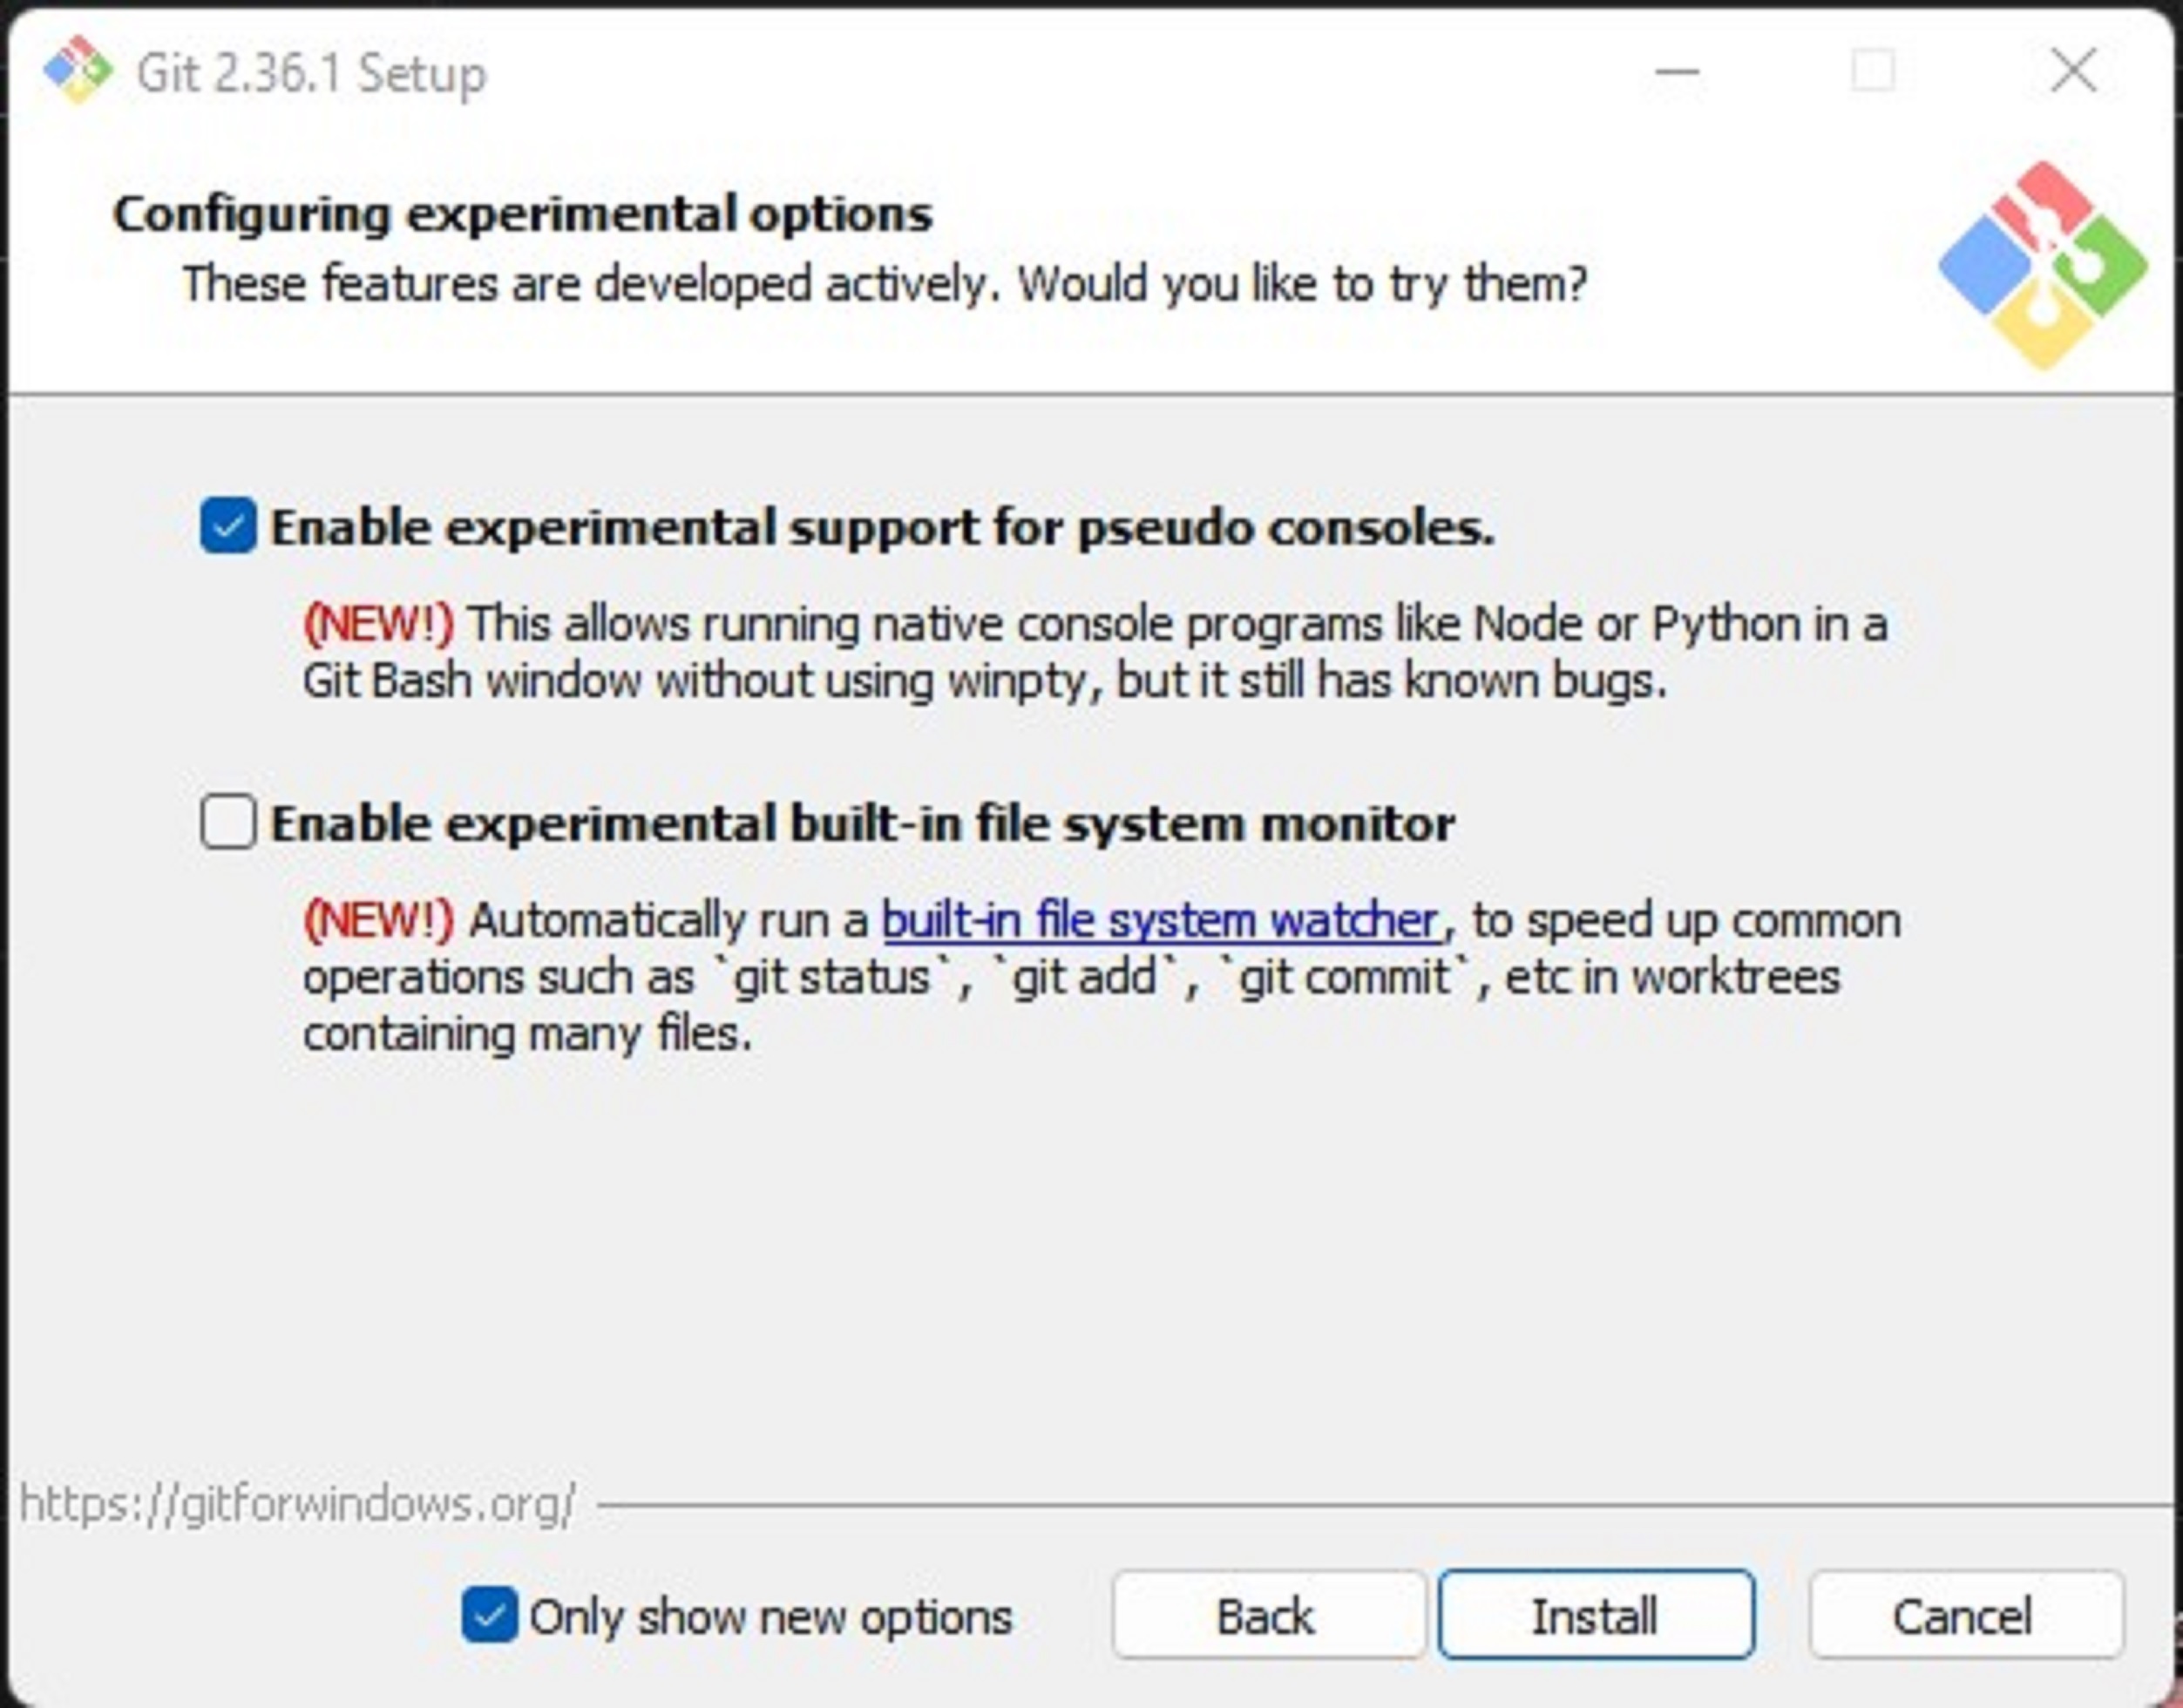 Git 2.36.1 Setup
Configuring experimental options
These features are developed actively. Would you like to try them?
Enable experimental support for pseudo consoles.
(NEW!) This allows running native console programs like Node or Python in a
Git Bash window without using winpty, but it still has known bugs.
Enable experimental built-in file system monitor
(NEW!) Automatically run a built-in file system watcher, to speed up common
operations such as `git status`, `git add`, `git commit`, etc in worktrees
containing many files.
https://gitforwindows.org/
Only show new options
Back
Install
Cancel